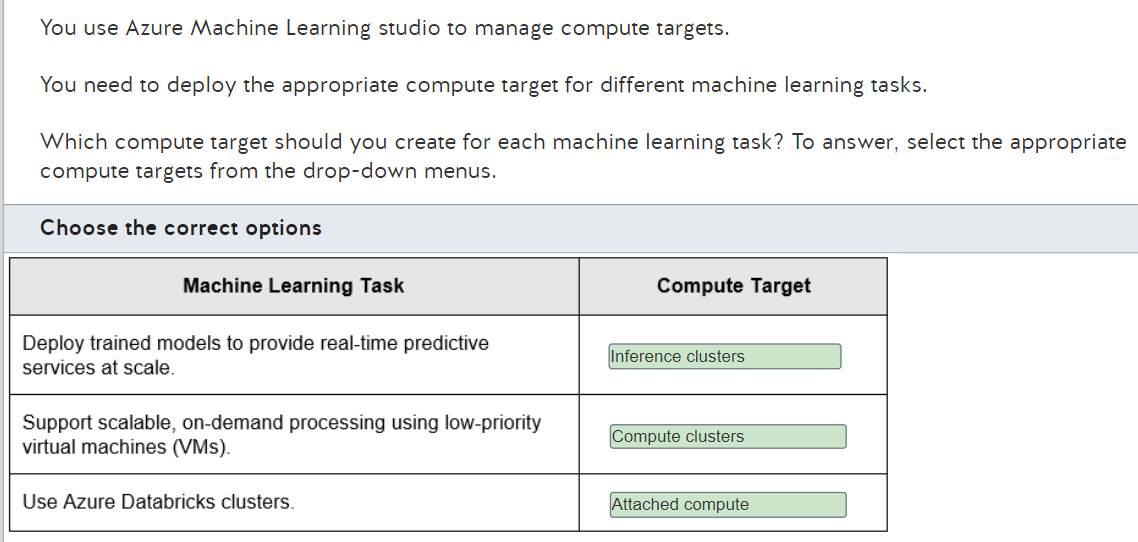 You use Azure Machine Learning studio to manage compute targets.
You need to deploy the appropriate compute target for different machine learning tasks.
Which compute target should you create for each machine learning task? To answer, select the appropriate
compute targets from the drop-down menus.
Choose the correct options
Machine Learning Task
Compute Target
Deploy trained models to provide real-time predictive
services at scale.
Inference clusters
Support scalable, on-demand processing using low-priority
virtual machines (VMs).
Compute clusters
Use Azure Databricks clusters.
Attached compute